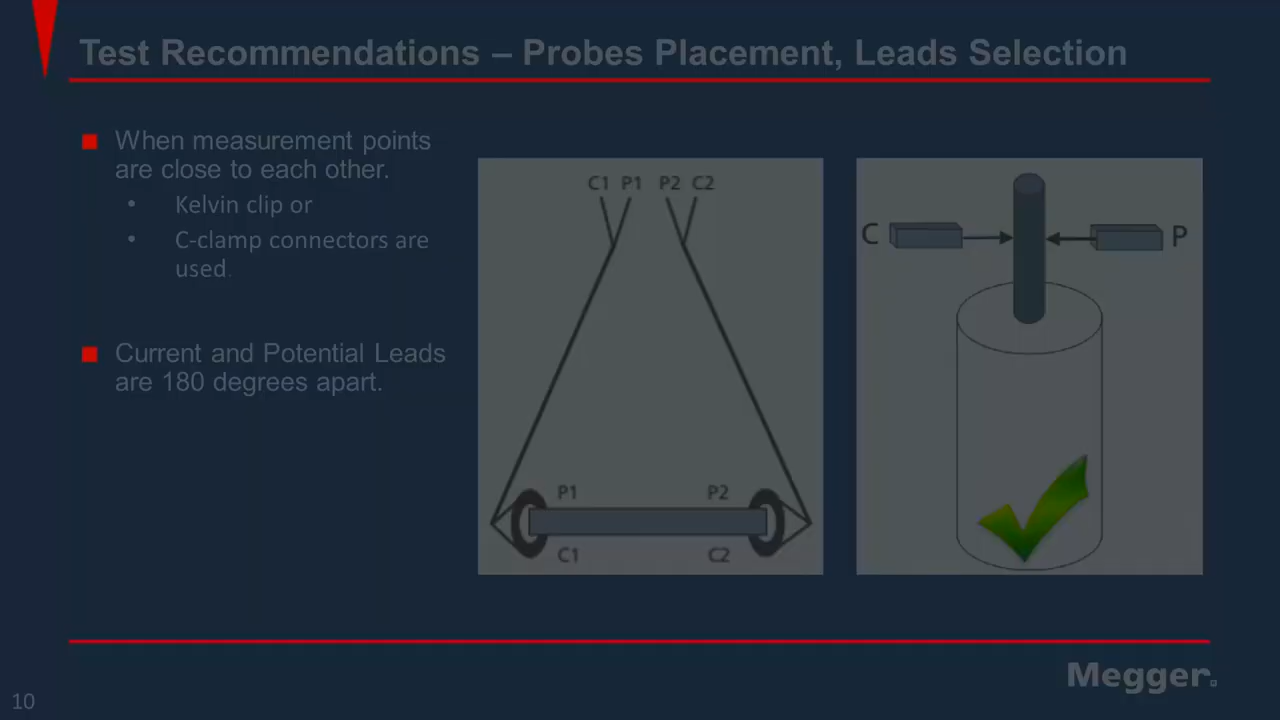 Test Recommendations – Probes Placement, Leads Selection
■ When measurement points
are close to each other.
• Kelvin clip or
• C-clamp connectors are
used.
■ Current and Potential Leads
are 180 degrees apart.
C1 P1 P2 C2
P1 P2
C1 C2
C P
Megger.
10